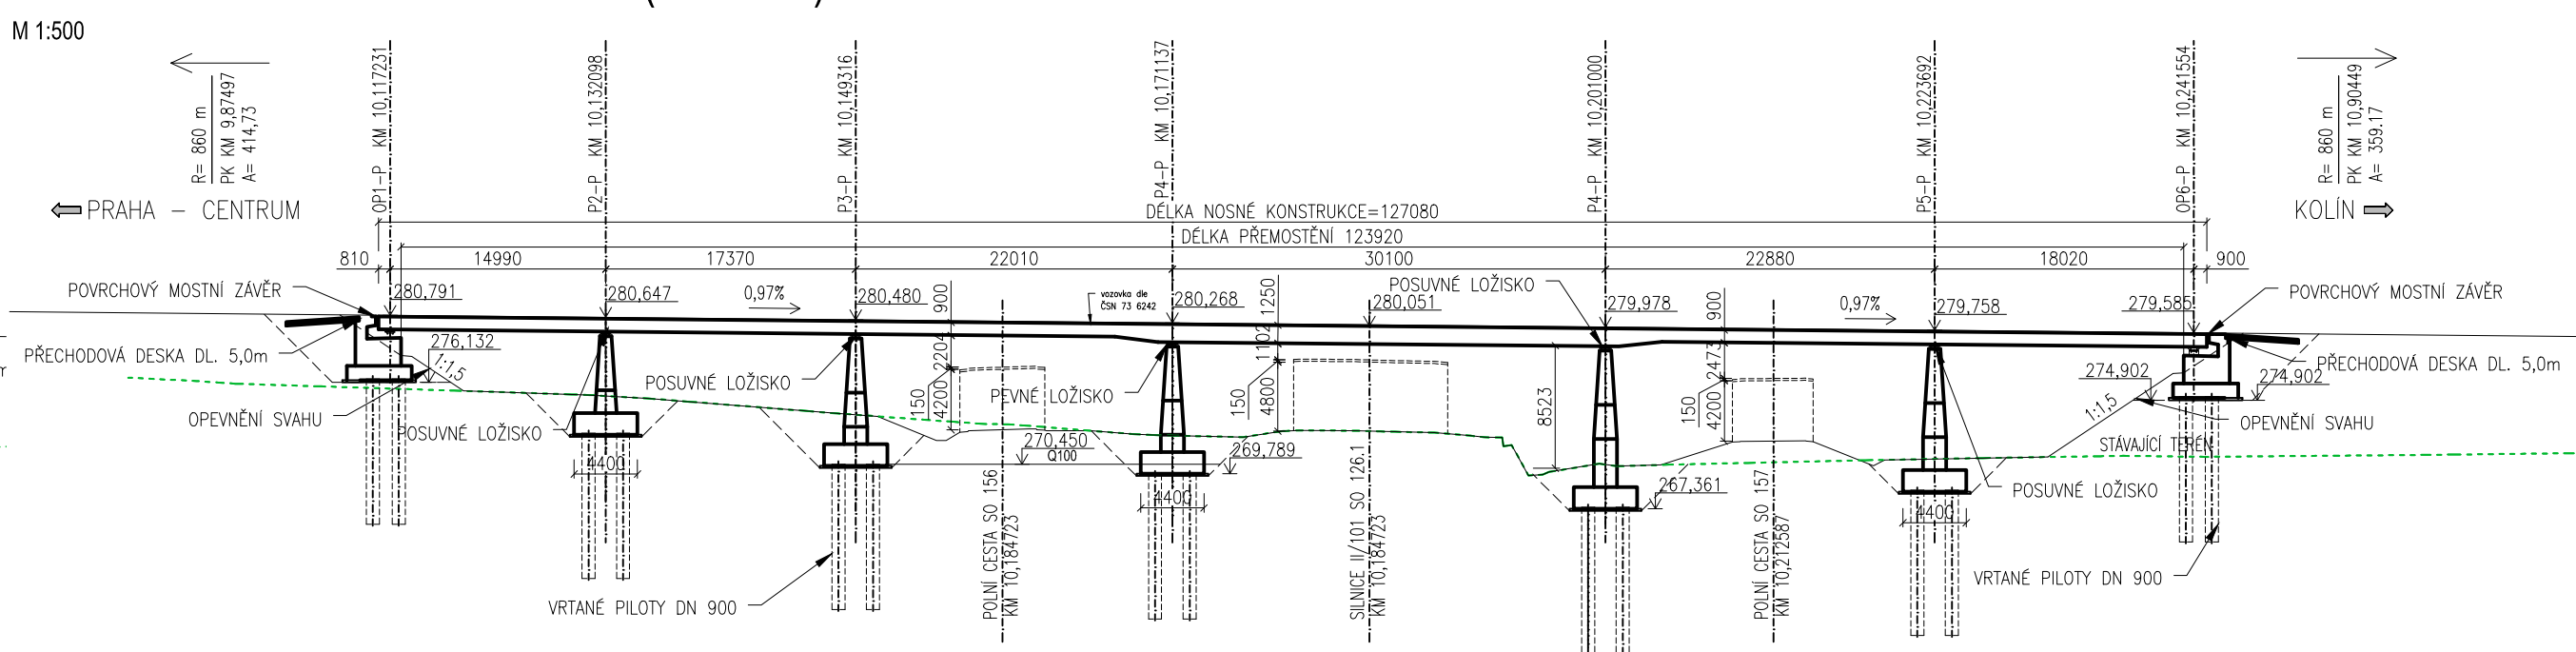 M 1:500
R= 860 m
PK KM 9,87497
A= 414,73
OP1-P KM 10,117231
P2-P KM 10,132098
P3-P KM 10,149316
P4-P KM 10,171137
P4-P KM 10,201000
P5-P KM 10,223692
OP6-P KM 10,241554
R= 860 m
PK KM 10,90449
A= 359.17
PRAHA - CENTRUM
KOLÍN
DÉLKA NOSNÉ KONSTRUKCE=127080
DÉLKA PŘEMOSTĚNÍ 123920
810
14990
17370
22010
30100
22880
18020
900
POVRCHOVÝ MOSTNÍ ZÁVĚR
280,791
280,647
0,97%
280,480
900
vozovka dle
ČSN 73 6242
280,268
1250
280,051
POSUVNÉ LOŽISKO
279,978
900
0,97%
279,758
279,585
POVRCHOVÝ MOSTNÍ ZÁVĚR
PŘECHODOVÁ DESKA DL. 5,0m
276,132
1:1,5
POSUVNÉ LOŽISKO
2204
150
4200
PEVNÉ LOŽISKO
1102
150
4800
8523
2473
150
4200
274,902
274,902
PŘECHODOVÁ DESKA DL. 5,0m
1:1,5
OPEVNĚNÍ SVAHU
POSUVNÉ LOŽISKO
OPEVNĚNÍ SVAHU
STÁVAJÍCÍ TERÉN
4400
270,450
Q100
269,789
4400
267,361
4400
POSUVNÉ LOŽISKO
POLNÍ CESTA SO 156
KM 10,184723
SILNICE II/101 SO 126.1
KM 10,184723
POLNÍ CESTA SO 157
KM 10,212587
VRTANÉ PILOTY DN 900
VRTANÉ PILOTY DN 900